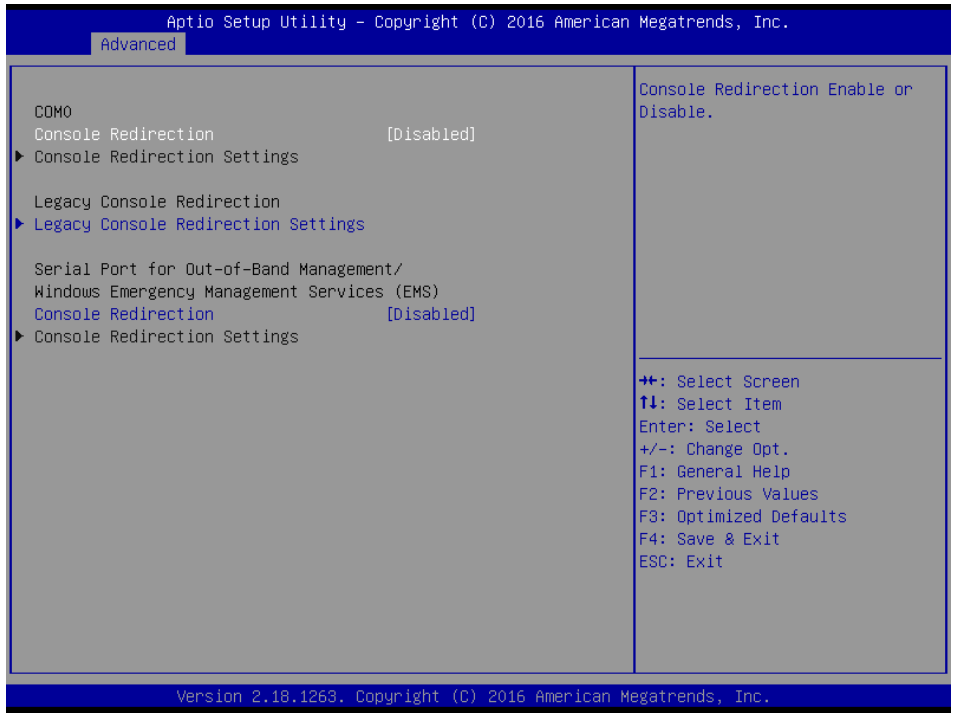 Aptio Setup Utility – Copyright (C) 2016 American Megatrends, Inc.
Advanced
COM0
Console Redirection [Disabled]
▶ Console Redirection Settings
Legacy Console Redirection
▶ Legacy Console Redirection Settings
Serial Port for Out-of-Band Management/
Windows Emergency Management Services (EMS)
Console Redirection [Disabled]
▶ Console Redirection Settings
Console Redirection Enable or
Disable.
→←: Select Screen
↑↓: Select Item
Enter: Select
+/-: Change Opt.
F1: General Help
F2: Previous Values
F3: Optimized Defaults
F4: Save & Exit
ESC: Exit
Version 2.18.1263. Copyright (C) 2016 American Megatrends, Inc.